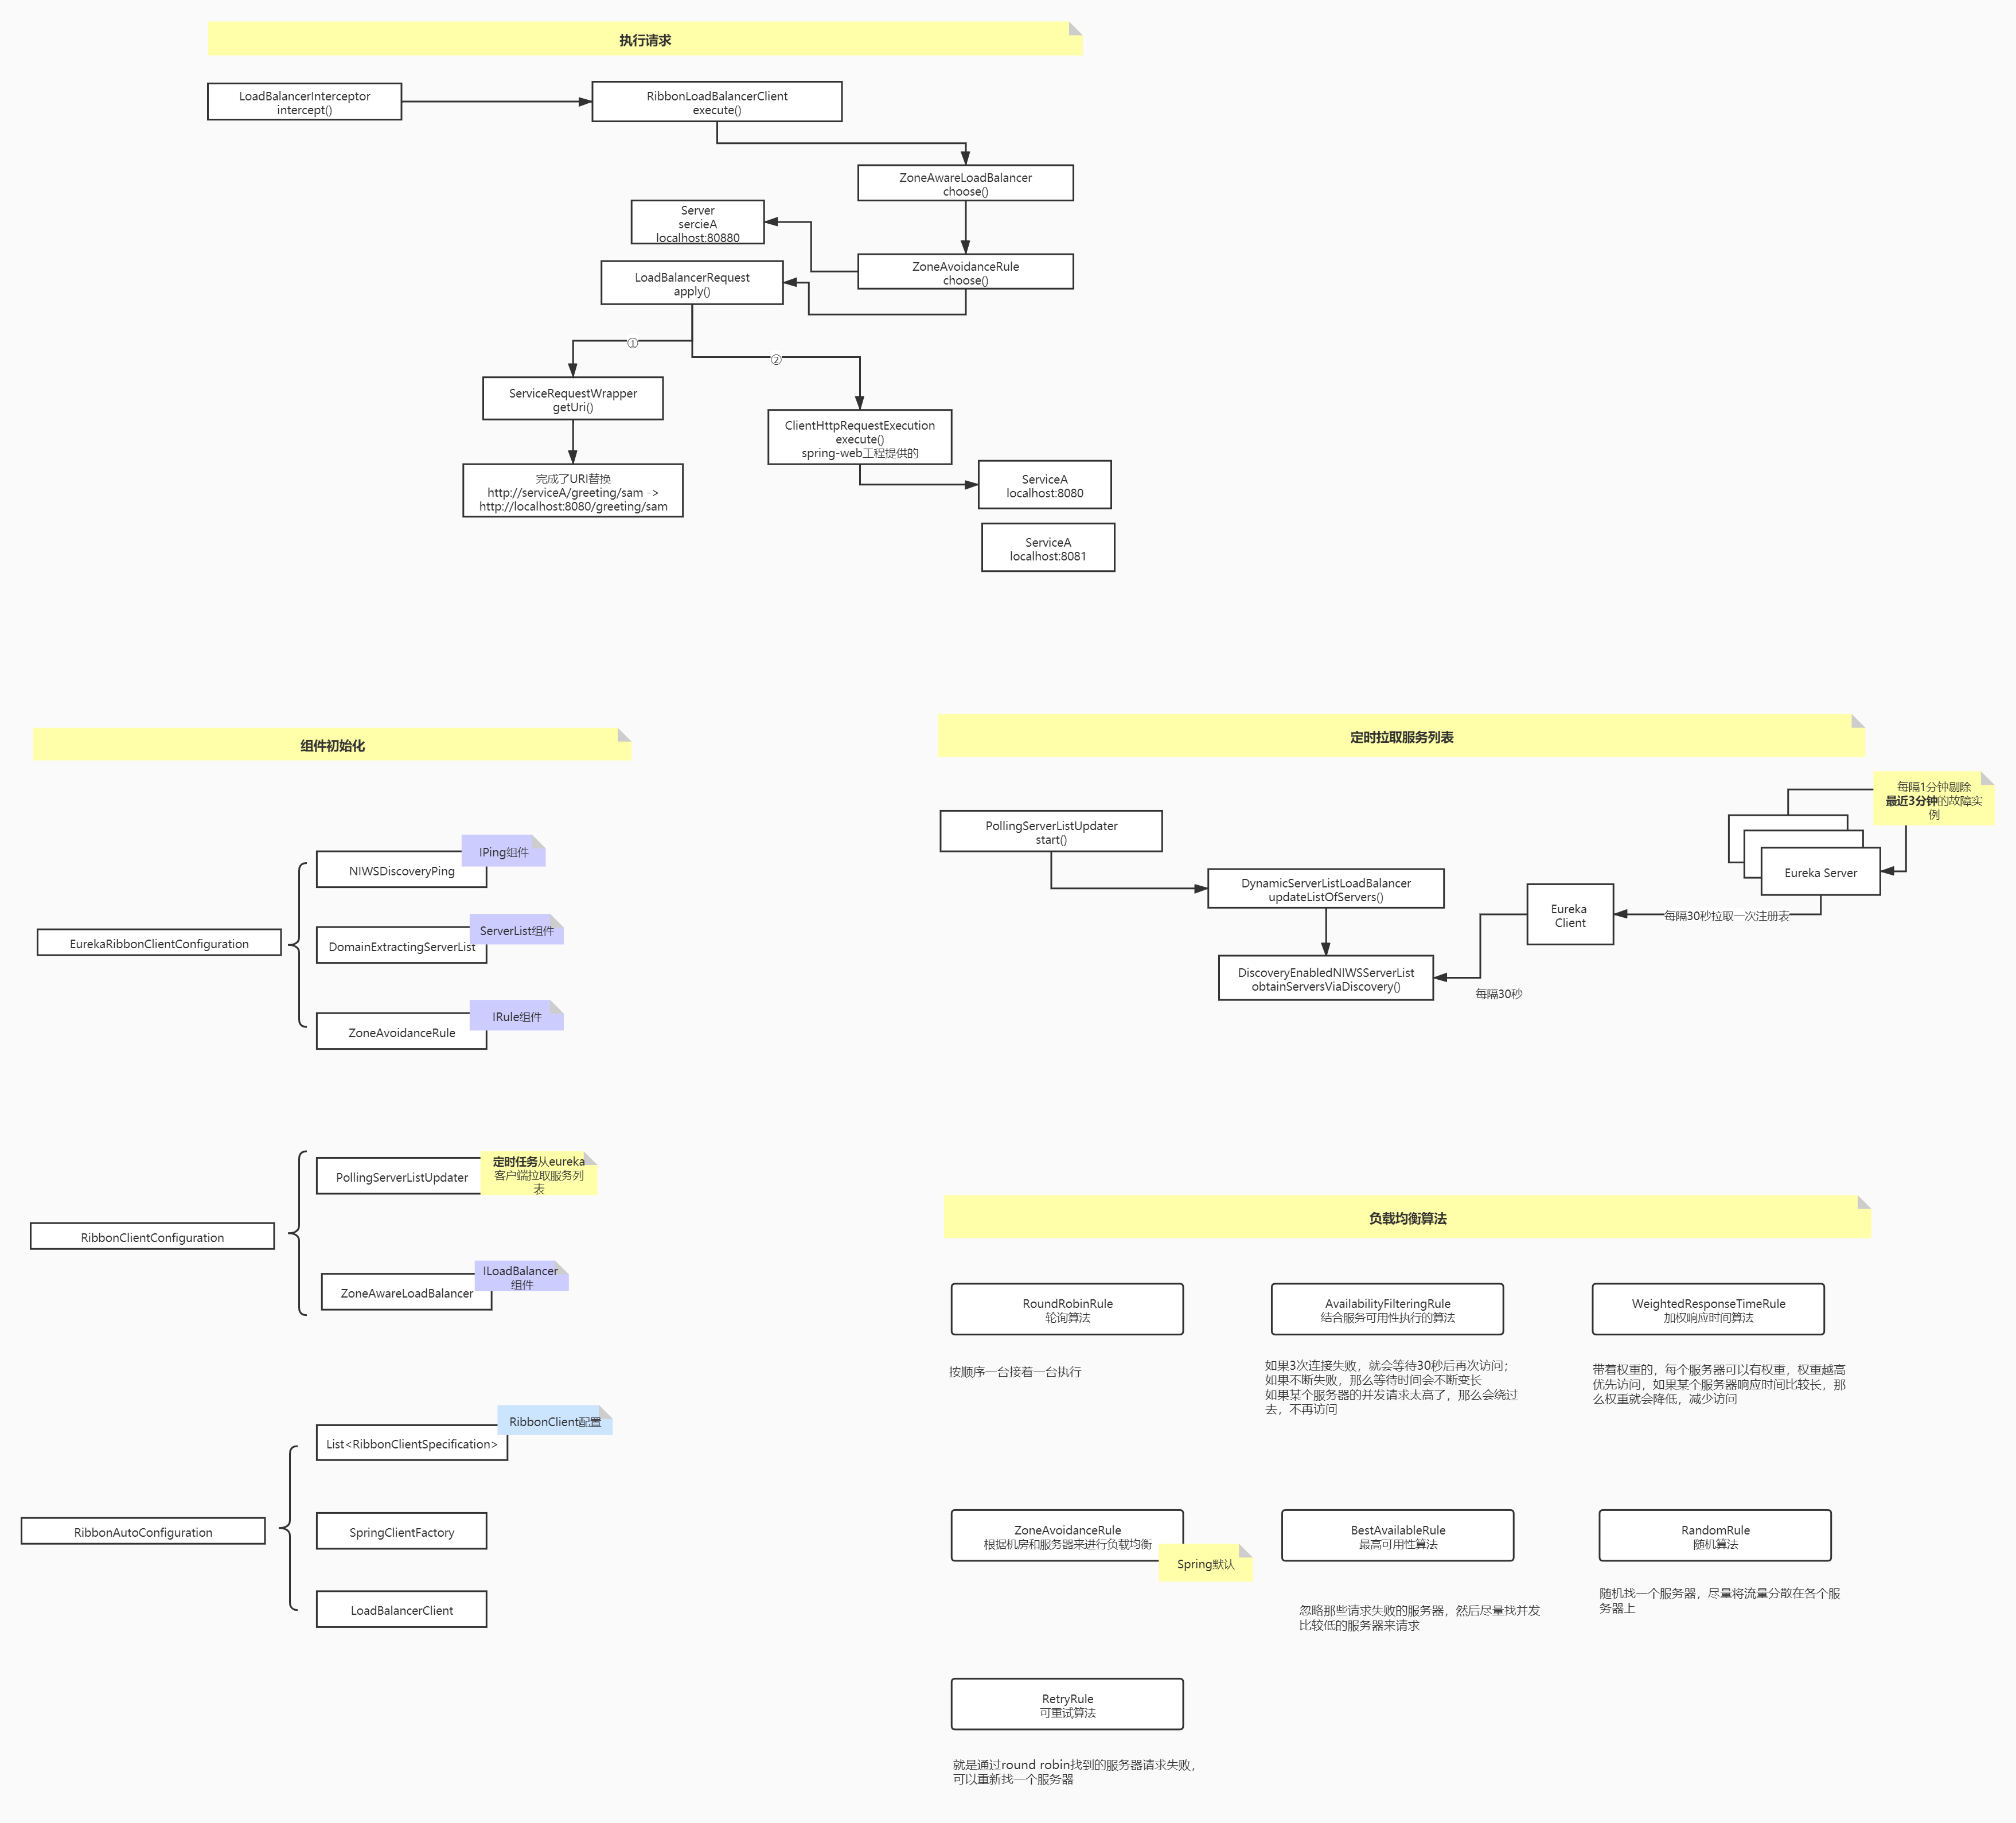 执行请求
LoadBalancerInterceptor
intercept()
RibbonLoadBalancerClient
execute()
ZoneAwareLoadBalancer
choose()
Server
sercieA
localhost:80880
ZoneAvoidanceRule
choose()
LoadBalancerRequest
apply()
①
②
ServiceRequestWrapper
getUri()
ClientHttpRequestExecution
execute()
spring-web工程提供的
完成了URI替换
http://serviceA/greeting/sam ->
http://localhost:8080/greeting/sam
ServiceA
localhost:8080
ServiceA
localhost:8081
组件初始化
IPing组件
NIWSDiscoveryPing
ServerList组件
EurekaRibbonClientConfiguration
DomainExtractingServerList
IRule组件
ZoneAvoidanceRule
定时任务从eureka
客户端拉取服务列
表
PollingServerListUpdater
RibbonClientConfiguration
ILoadBalancer
组件
ZoneAwareLoadBalancer
RibbonClient配置
List<RibbonClientSpecification>
RibbonAutoConfiguration
SpringClientFactory
LoadBalancerClient
定时拉取服务列表
每隔1分钟剔除
最近3分钟的故障实
例
PollingServerListUpdater
start()
DynamicServerListLoadBalancer
updateListOfServers()
Eureka Server
Eureka
Client
每隔30秒拉取一次注册表
DiscoveryEnabledNIWSServerList
obtainServersViaDiscovery()
每隔30秒
负载均衡算法
RoundRobinRule
轮询算法
按顺序一台接着一台执行
AvailabilityFilteringRule
结合服务可用性执行的算法
如果3次连接失败，就会等待30秒后再次访问；
如果不断失败，那么等待时间会不断变长
如果某个服务器的并发请求太高了，那么会绕过
去，不再访问
WeightedResponseTimeRule
加权响应时间算法
带着权重的，每个服务器可以有权重，权重越高
优先访问，如果某个服务器响应时间比较长，那
么权重就会降低，减少访问
ZoneAvoidanceRule
根据机房和服务器来进行负载均衡
Spring默认
BestAvailableRule
最高可用性算法
忽略那些请求失败的服务器，然后尽量找并发
比较低的服务器来请求
RandomRule
随机算法
随机找一个服务器，尽量将流量分散在各个服
务器上
RetryRule
可重试算法
就是通过round robin找到的服务器请求失败，
可以重新找一个服务器